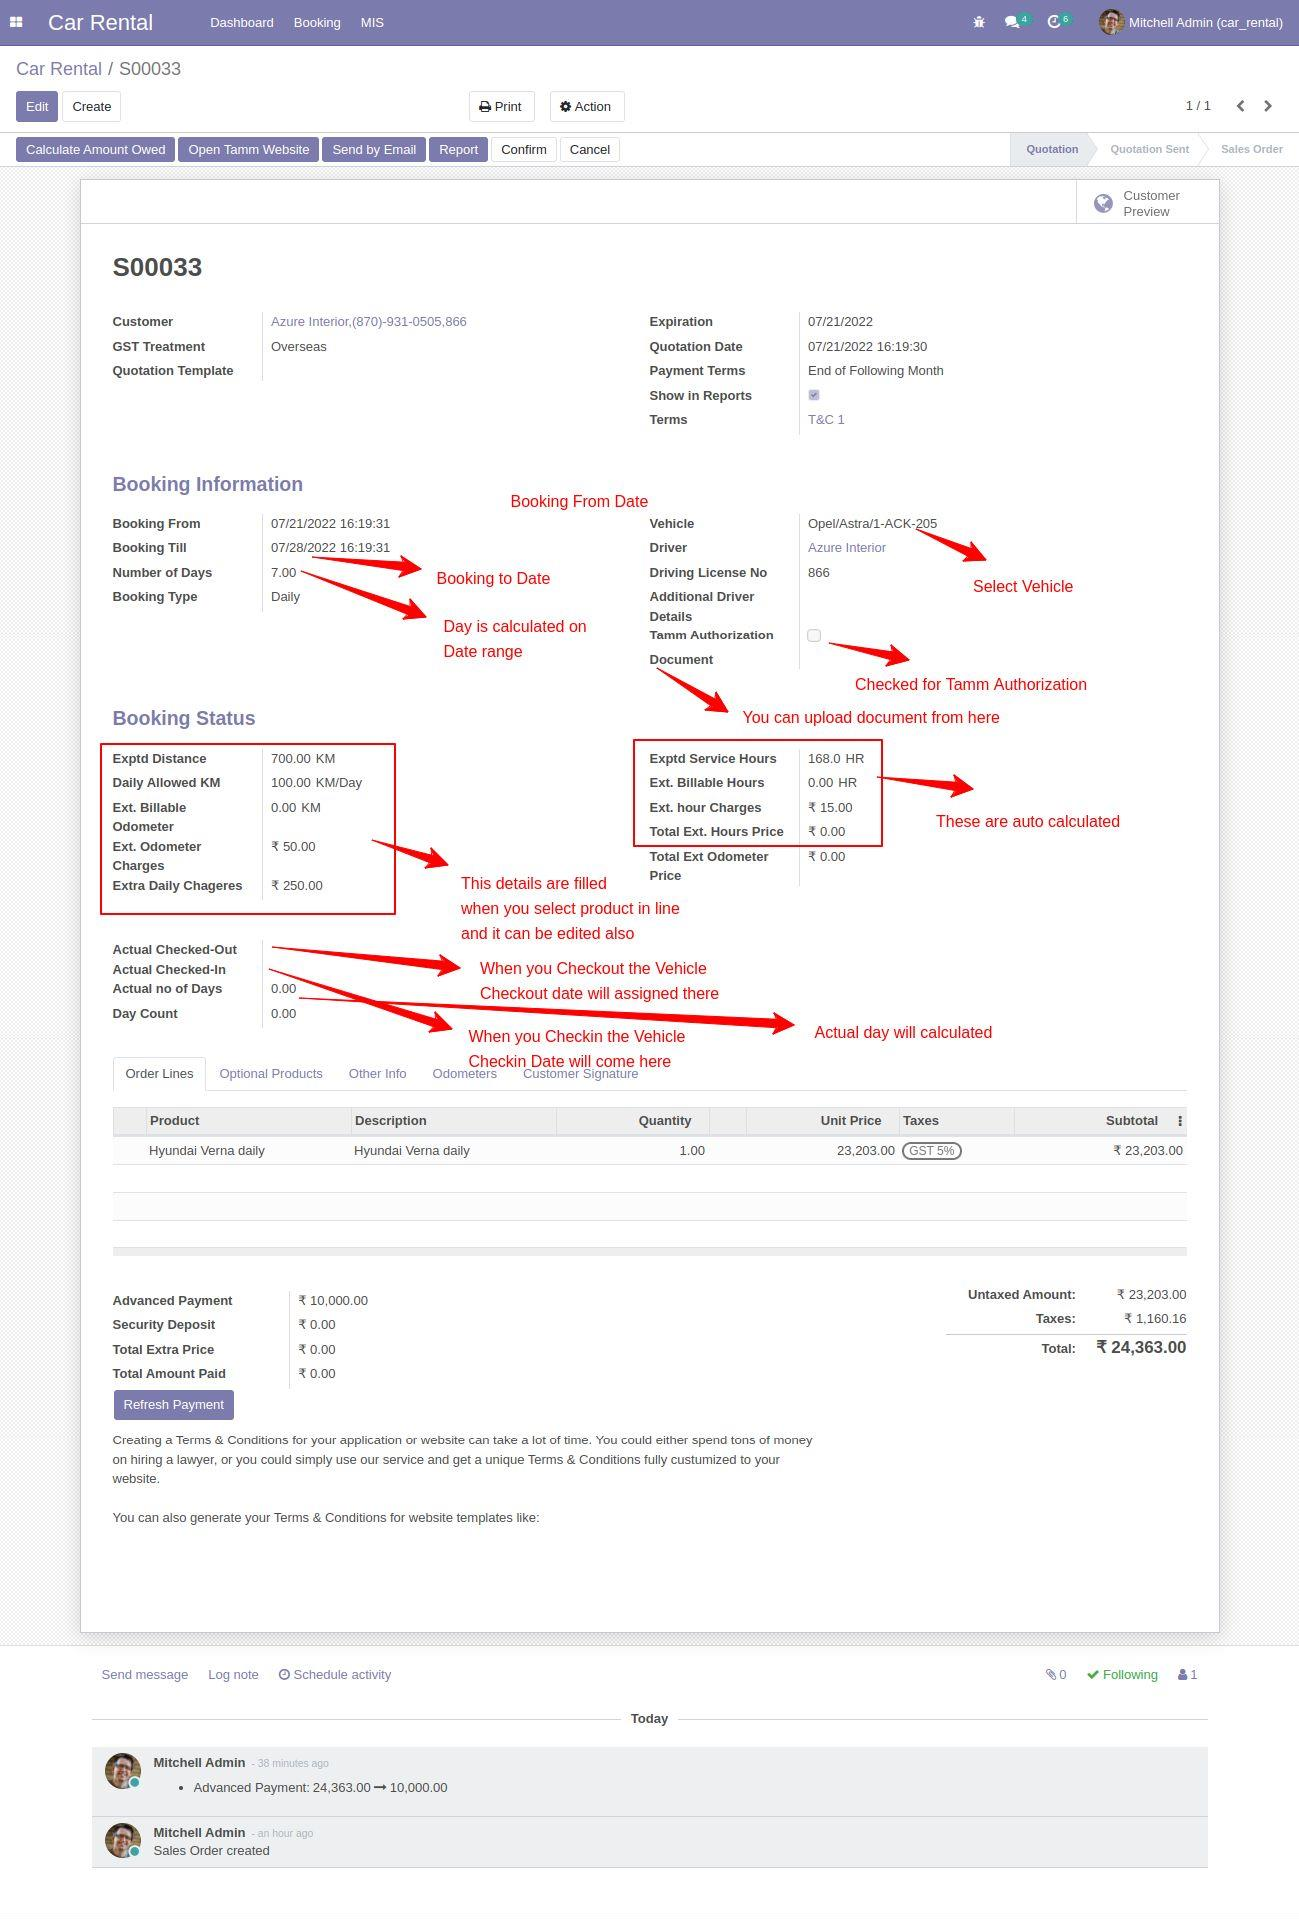 Car Rental Dashboard Booking MIS 4 6 Mitchell Admin (car_rental)
Car Rental / S00033
Edit Create Print Action 1 / 1
Calculate Amount Owed Open Tamm Website Send by Email Report Confirm Cancel Quotation Quotation Sent Sales Order
Customer
Preview
S00033
Customer Azure Interior,(870)-931-0505,866 Expiration 07/21/2022
GST Treatment Overseas Quotation Date 07/21/2022 16:19:30
Quotation Template Payment Terms End of Following Month
Show in Reports
Terms T&C 1
Booking Information
Booking From Date
Booking From 07/21/2022 16:19:31 Vehicle Opel/Astra/1-ACK-205
Booking Till 07/28/2022 16:19:31 Driver Azure Interior
Number of Days 7.00 Booking to Date Driving License No 866 Select Vehicle
Booking Type Daily Additional Driver
Details
Day is calculated on
Date range
Tamm Authorization
Document
Checked for Tamm Authorization
You can upload document from here
Booking Status
Exptd Distance 700.00 KM Exptd Service Hours 168.0 HR
Daily Allowed KM 100.00 KM/Day Ext. Billable Hours 0.00 HR
Ext. Billable
Odometer 0.00 KM Ext. hour Charges ₹ 15.00
These are auto calculated
Total Ext. Hours Price ₹ 0.00
Ext. Odometer
Charges ₹ 50.00 Total Ext Odometer
Price ₹ 0.00
Extra Daily Chageres ₹ 250.00
This details are filled
when you select product in line
and it can be edited also
Actual Checked-Out
Actual Checked-In
Actual no of Days 0.00
Day Count 0.00
When you Checkout the Vehicle
Checkout date will assigned there
Actual day will calculated
When you Checkin the Vehicle
Checkin Date will come here
Order Lines Optional Products Other Info Odometers Customer Signature
Product Description Quantity Unit Price Taxes Subtotal
Hyundai Verna daily Hyundai Verna daily 1.00 23,203.00 GST 5% ₹ 23,203.00
Advanced Payment ₹ 10,000.00 Untaxed Amount: ₹ 23,203.00
Security Deposit ₹ 0.00 Taxes: ₹ 1,160.16
Total Extra Price ₹ 0.00 Total: ₹ 24,363.00
Total Amount Paid ₹ 0.00
Refresh Payment
Creating a Terms & Conditions for your application or website can take a lot of time. You could either spend tons of money
on hiring a lawyer, or you could simply use our service and get a unique Terms & Conditions fully custumized to your
website.
You can also generate your Terms & Conditions for website templates like:
Send message Log note Schedule activity 0 Following 1
Today
Mitchell Admin - 38 minutes ago
• Advanced Payment: 24,363.00 → 10,000.00
Mitchell Admin - an hour ago
Sales Order created